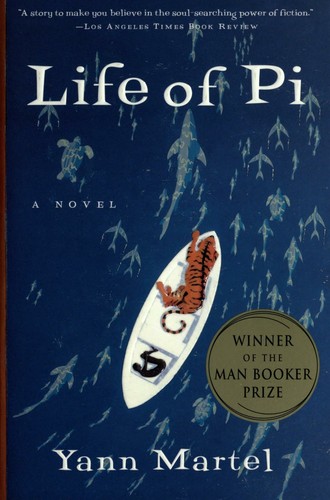 "A story to make you believe in the soul-searching power of fiction."
—Los Angeles Times Book Review
Life of Pi
A NOVEL
WINNER
OF THE
MAN BOOKER
PRIZE
Yann Martel